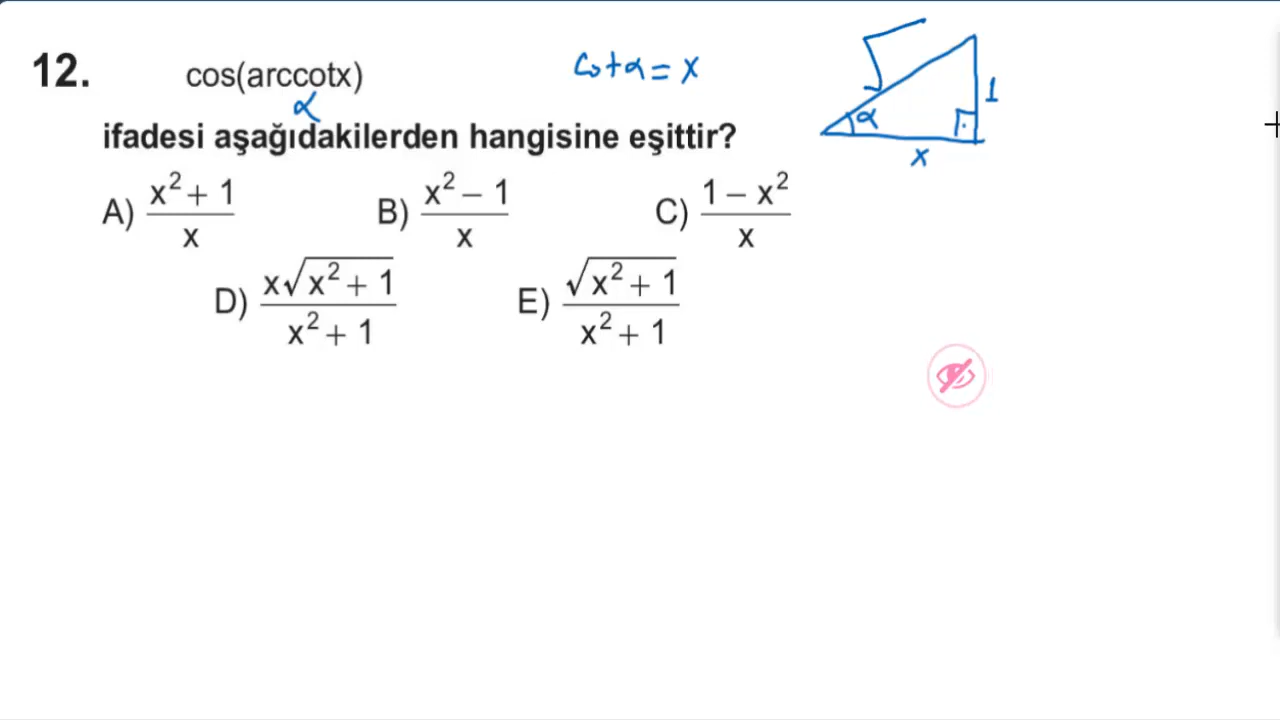 12. cos(arccotx) cotα = x
α
ifadesi aşağıdakilerden hangisine eşittir?
A) (x² + 1)/x B) (x² – 1)/x C) (1 – x²)/x
D) (x√(x² + 1))/(x² + 1) E) √(x² + 1)/(x² + 1)
√
α
1
x